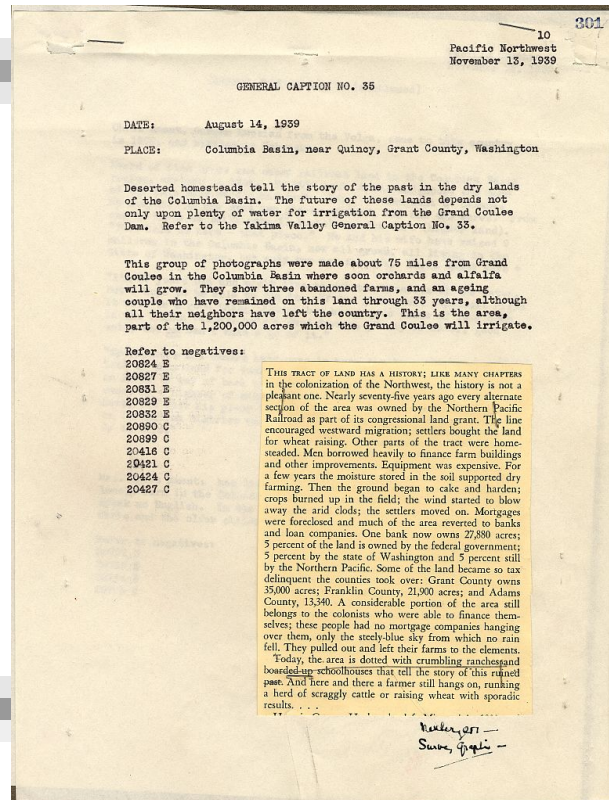 301
10
Pacific Northwest
November 13, 1939
GENERAL CAPTION NO. 35
DATE: August 14, 1939
PLACE: Columbia Basin, near Quincy, Grant County, Washington
Deserted homesteads tell the story of the past in the dry lands
of the Columbia Basin. The future of these lands depends not
only upon plenty of water for irrigation from the Grand Coulee
Dam. Refer to the Yakima Valley General Caption No. 33.
This group of photographs were made about 75 miles from Grand
Coulee in the Columbia Basin where soon orchards and alfalfa
will grow. They show three abandoned farms, and an ageing
couple who have remained on this land through 33 years, although
all their neighbors have left the country. This is the area,
part of the 1,200,000 acres which the Grand Coulee will irrigate.
Refer to negatives:
20824 E
20827 E
20831 E
20829 E
20832 E
20890 C
20899 C
20416 C
20421 C
20424 C
20427 C
THIS TRACT OF LAND HAS A HISTORY; LIKE MANY CHAPTERS
in the colonization of the Northwest, the history is not a
pleasant one. Nearly seventy-five years ago every alternate
section of the area was owned by the Northern Pacific
Railroad as part of its congressional land grant. The line
encouraged westward migration; settlers bought the land
for wheat raising. Other parts of the tract were home-
steaded. Men borrowed heavily to finance farm buildings
and other improvements. Equipment was expensive. For
a few years the moisture stored in the soil supported dry
farming. Then the ground began to cake and harden;
crops burned up in the field; the wind started to blow
away the arid clods; the settlers moved on. Mortgages
were foreclosed and much of the area reverted to banks
and loan companies. One bank now owns 27,880 acres;
5 percent of the land is owned by the federal government;
5 percent by the state of Washington and 5 percent still
by the Northern Pacific. Some of the land became so tax
delinquent the counties took over: Grant County owns
35,000 acres; Franklin County, 21,900 acres; and Adams
County, 13,340. A considerable portion of the area still
belongs to the colonists who were able to finance them-
selves; these people had no mortgage companies hanging
over them, only the steely-blue sky from which no rain
fell. They pulled out and left their farms to the elements.
Today, the area is dotted with crumbling ranches and
boarded-up schoolhouses that tell the story of this ruined
past. And here and there a farmer still hangs on, running
a herd of scraggly cattle or raising wheat with sporadic
results. . . .
Neuberger —
Survey Graphic —